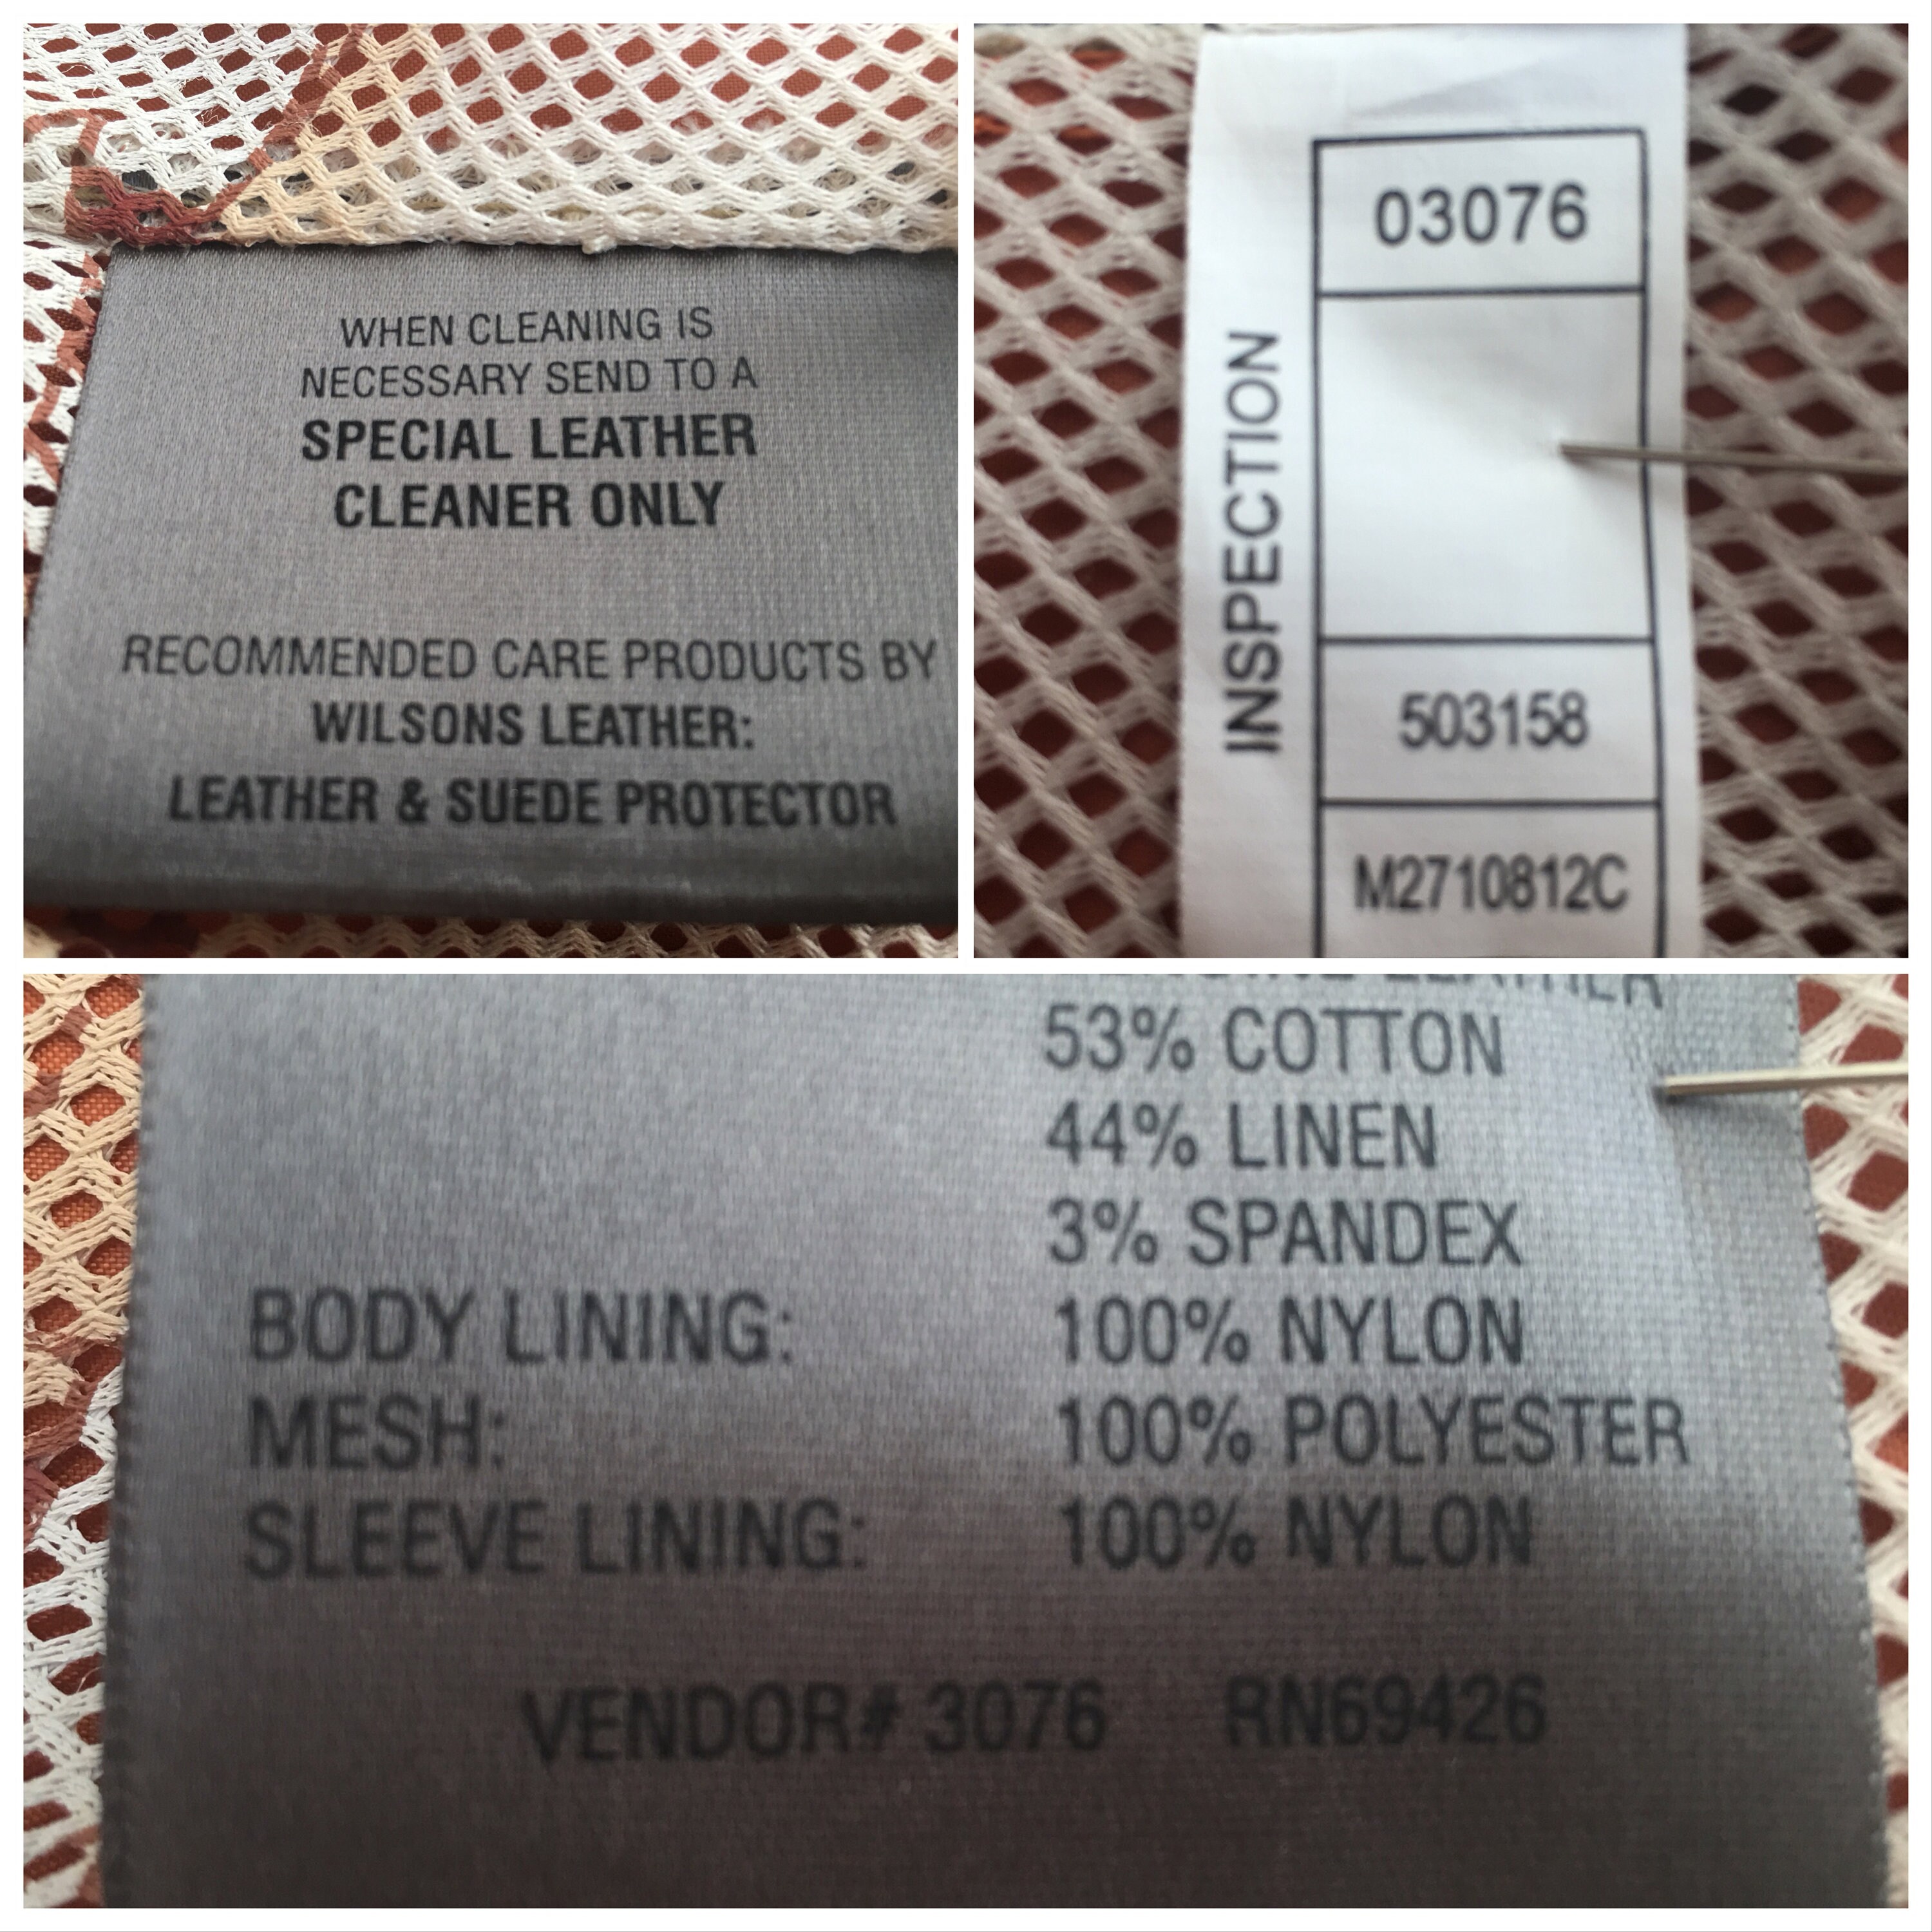 WHEN CLEANING IS
NECESSARY SEND TO A
SPECIAL LEATHER
CLEANER ONLY
RECOMMENDED CARE PRODUCTS BY
WILSONS LEATHER:
LEATHER & SUEDE PROTECTOR
INSPECTION
03076
503158
M2710812C
LEATHER
53% COTTON
44% LINEN
3% SPANDEX
BODY LINING: 100% NYLON
MESH: 100% POLYESTER
SLEEVE LINING: 100% NYLON
VENDOR# 3076 RN69426